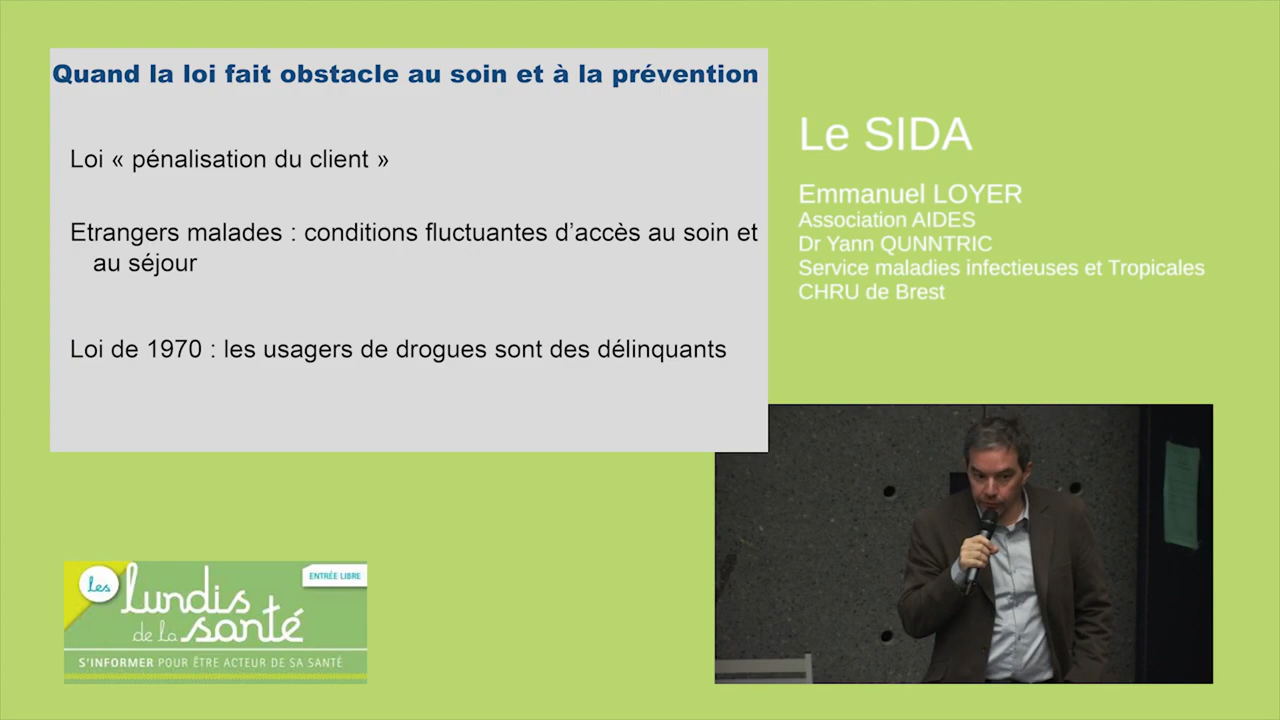 Quand la loi fait obstacle au soin et à la prévention
Loi « pénalisation du client »
Etrangers malades : conditions fluctuantes d’accès au soin et
au séjour
Loi de 1970 : les usagers de drogues sont des délinquants
Le SIDA
Emmanuel LOYER
Association AIDES
Dr Yann QUNNTRIC
Service maladies infectieuses et Tropicales
CHRU de Brest
les
lundis
de la santé
ENTRÉE LIBRE
S'INFORMER POUR ÊTRE ACTEUR DE SA SANTÉ